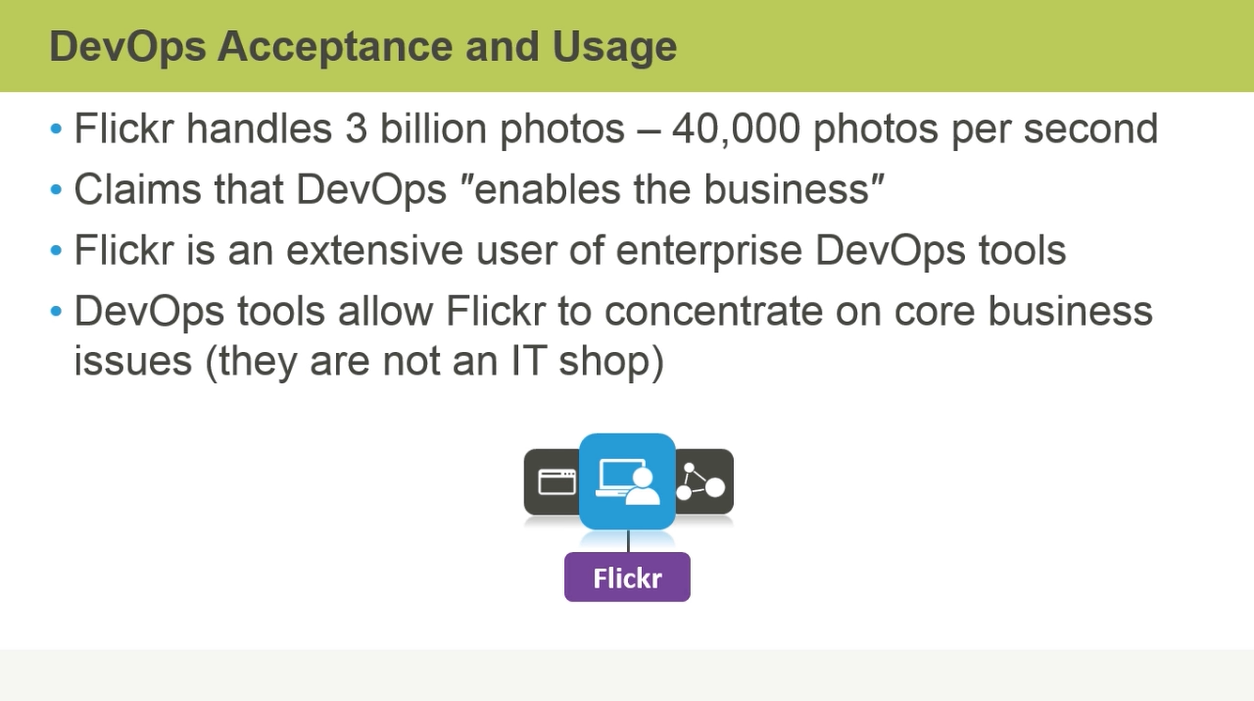 DevOps Acceptance and Usage
• Flickr handles 3 billion photos – 40,000 photos per second
• Claims that DevOps "enables the business"
• Flickr is an extensive user of enterprise DevOps tools
• DevOps tools allow Flickr to concentrate on core business
issues (they are not an IT shop)
Flickr